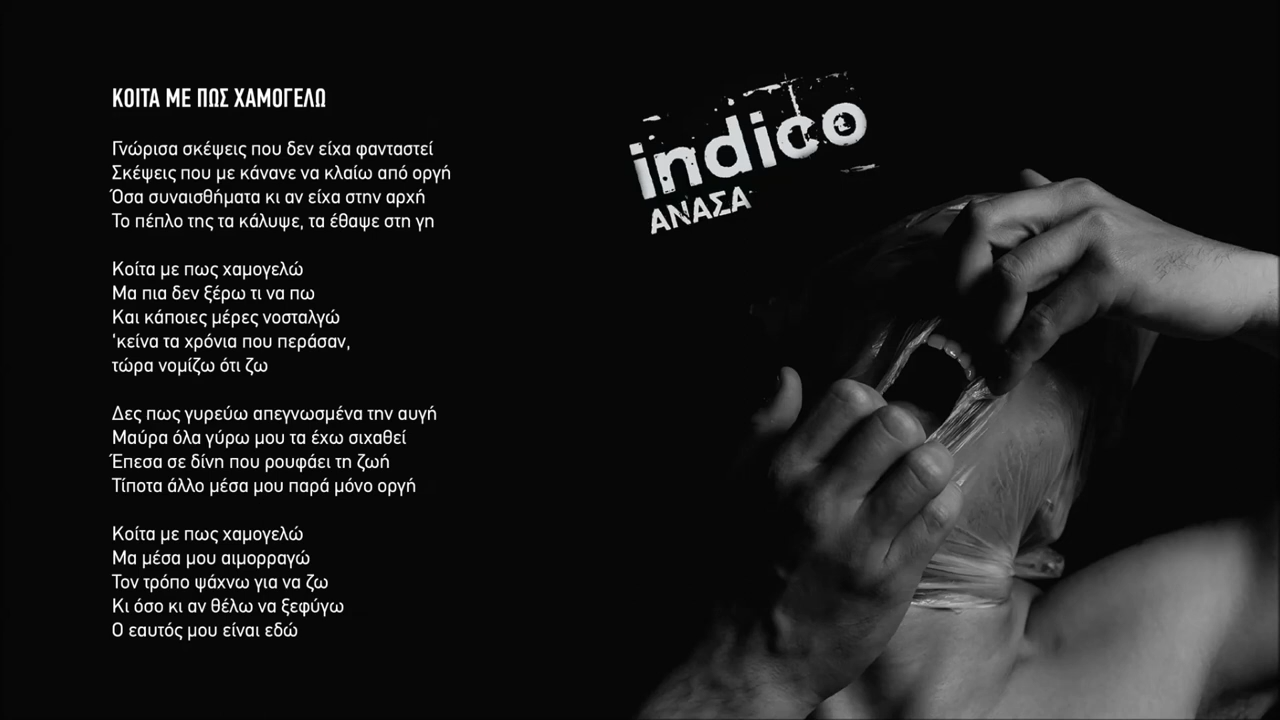 ΚΟΙΤΑ ΜΕ ΠΩΣ ΧΑΜΟΓΕΛΩ
Γνώρισα σκέψεις που δεν είχα φανταστεί
Σκέψεις που με κάνανε να κλαίω από οργή
Όσα συναισθήματα κι αν είχα στην αρχή
Το πέπλο της τα κάλυψε, τα έθαψε στη γη
Κοίτα με πως χαμογελώ
Μα πια δεν ξέρω τι να πω
Και κάποιες μέρες νοσταλγώ
'κείνα τα χρόνια που περάσαν,
τώρα νομίζω ότι ζω
Δες πως γυρεύω απεγνωσμένα την αυγή
Μαύρα όλα γύρω μου τα έχω σιχαθεί
Έπεσα σε δίνη που ρουφάει τη ζωή
Τίποτα άλλο μέσα μου παρά μόνο οργή
Κοίτα με πως χαμογελώ
Μα μέσα μου αιμορραγώ
Τον τρόπο ψάχνω για να ζω
Κι όσο κι αν θέλω να ξεφύγω
Ο εαυτός μου είναι εδώ
indico
ΑΝΑΣΑ